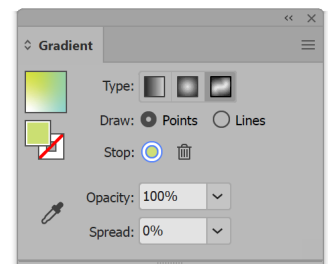 Gradient
Type:
Draw: Points Lines
Stop:
Opacity: 100%
Spread: 0%